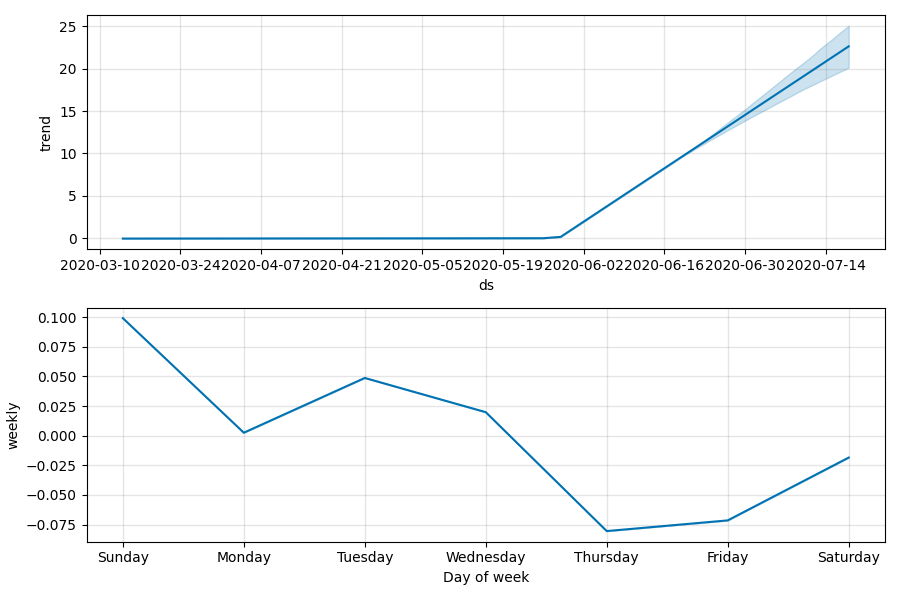 25
20
15
10
5
0
trend
2020-03-10 2020-03-24 2020-04-07 2020-04-21 2020-05-05 2020-05-19 2020-06-02 2020-06-16 2020-06-30 2020-07-14
ds
0.100
0.075
0.050
0.025
0.000
−0.025
−0.050
−0.075
weekly
Sunday Monday Tuesday Wednesday Thursday Friday Saturday
Day of week